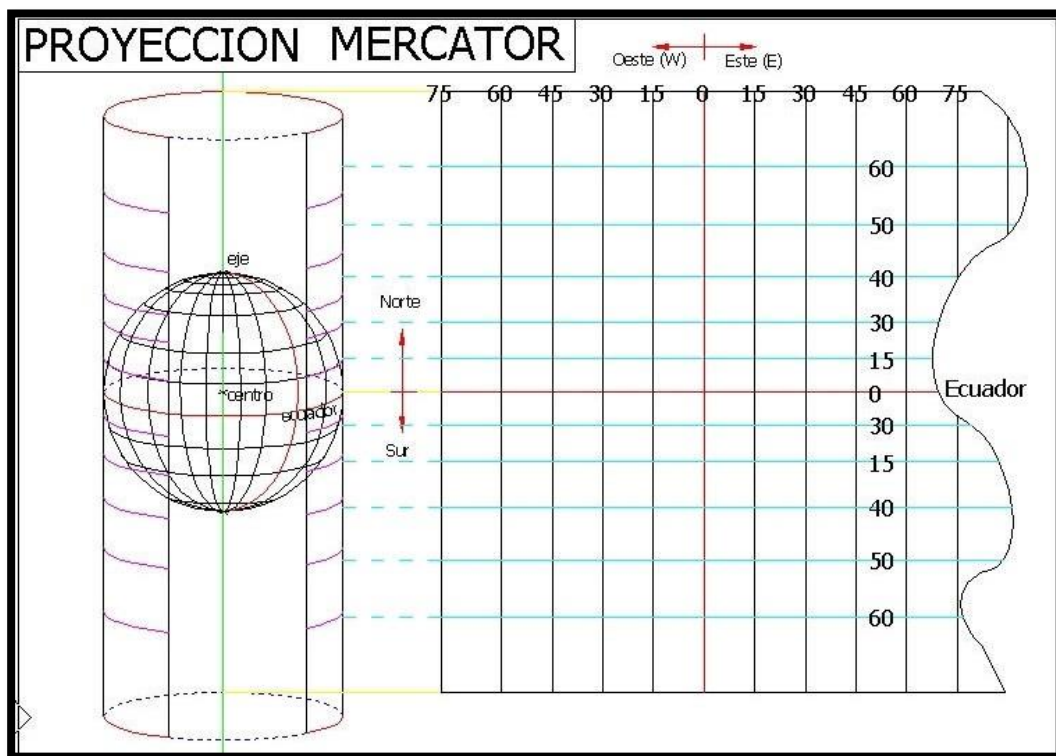 PROYECCION MERCATOR
Oeste (W) Este (E)
75 60 45 30 15 0 15 30 45 60 75
60
50
eje
40
Norte
30
15
centro
0 Ecuador
ecuador
30
Sur
15
40
50
60